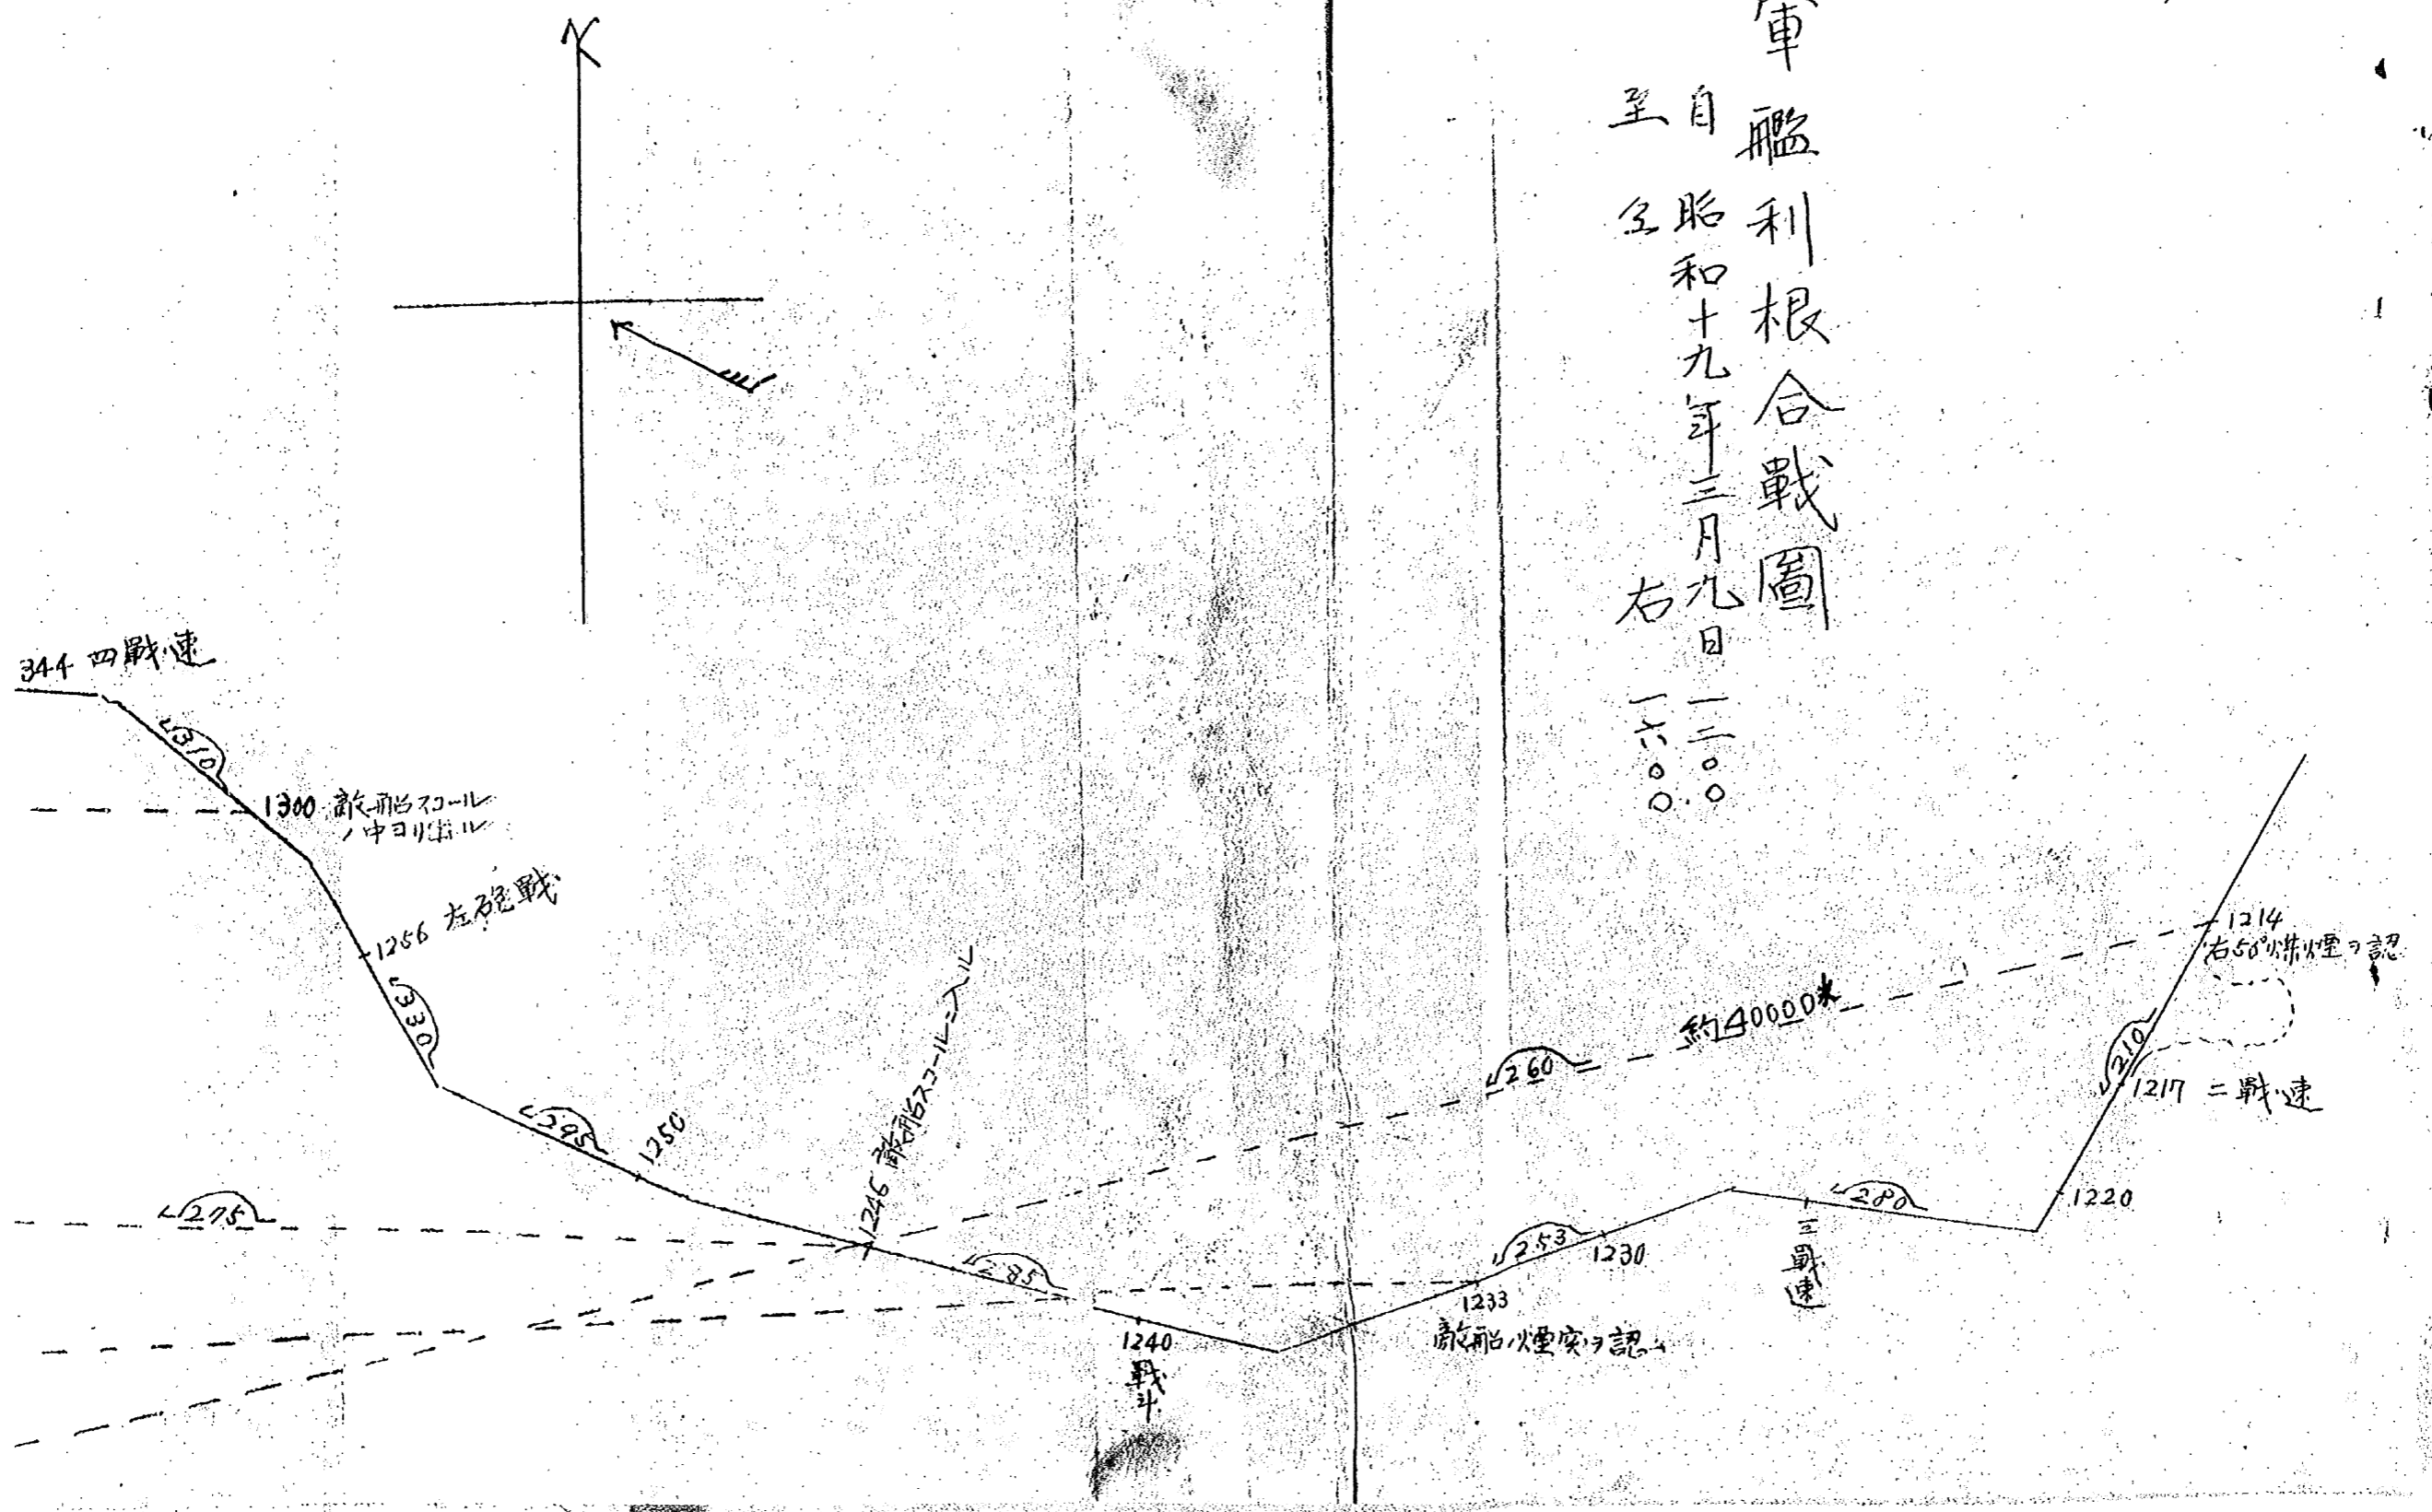 軍艦利根合戰圖
自 昭和十九年三月九日 一二〇〇
至 仝 右 一六〇〇
N
1214
右50°煤煙ヲ認
約40000米
210
1217 二戰速
1220
280
三戰速
260
1230
253
1233
敵船ノ煙突ヲ認ム
1240
戰斗
285
1246 敵船スコールニ入ル
1250
295
275
330
1256 左砲戰
1300 敵船スコール
ノ中ヨリ出ル
310
344 四戰速